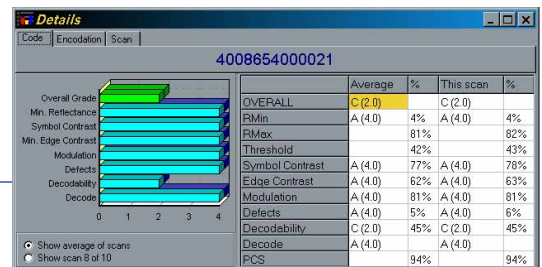 Details
Code Encodation Scan
4008654000021
Overall Grade
Min. Reflectance
Symbol Contrast
Min. Edge Contrast
Modulation
Defects
Decodability
Decode
0 1 2 3 4
Show average of scans
Show scan 8 of 10
Average % This scan %
OVERALL C (2.0) C (2.0)
RMin A (4.0) 4% A (4.0) 4%
RMax 81% 82%
Threshold 42% 43%
Symbol Contrast A (4.0) 77% A (4.0) 78%
Edge Contrast A (4.0) 62% A (4.0) 63%
Modulation A (4.0) 81% A (4.0) 81%
Defects A (4.0) 5% A (4.0) 6%
Decodability C (2.0) 45% C (2.0) 45%
Decode A (4.0) A (4.0)
PCS 94% 94%